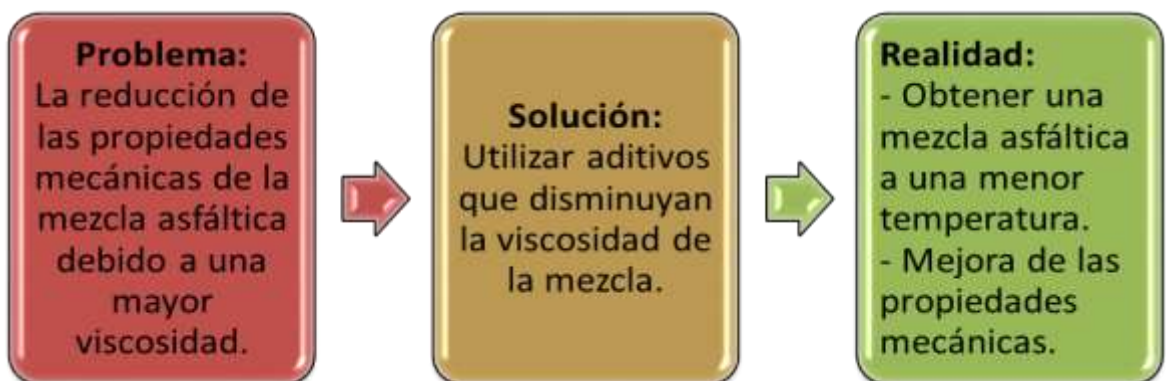 Problema:
La reducción de
las propiedades
mecánicas de la
mezcla asfáltica
debido a una
mayor
viscosidad.
Solución:
Utilizar aditivos
que disminuyan
la viscosidad de
la mezcla.
Realidad:
- Obtener una
mezcla asfáltica
a una menor
temperatura.
- Mejora de las
propiedades
mecánicas.